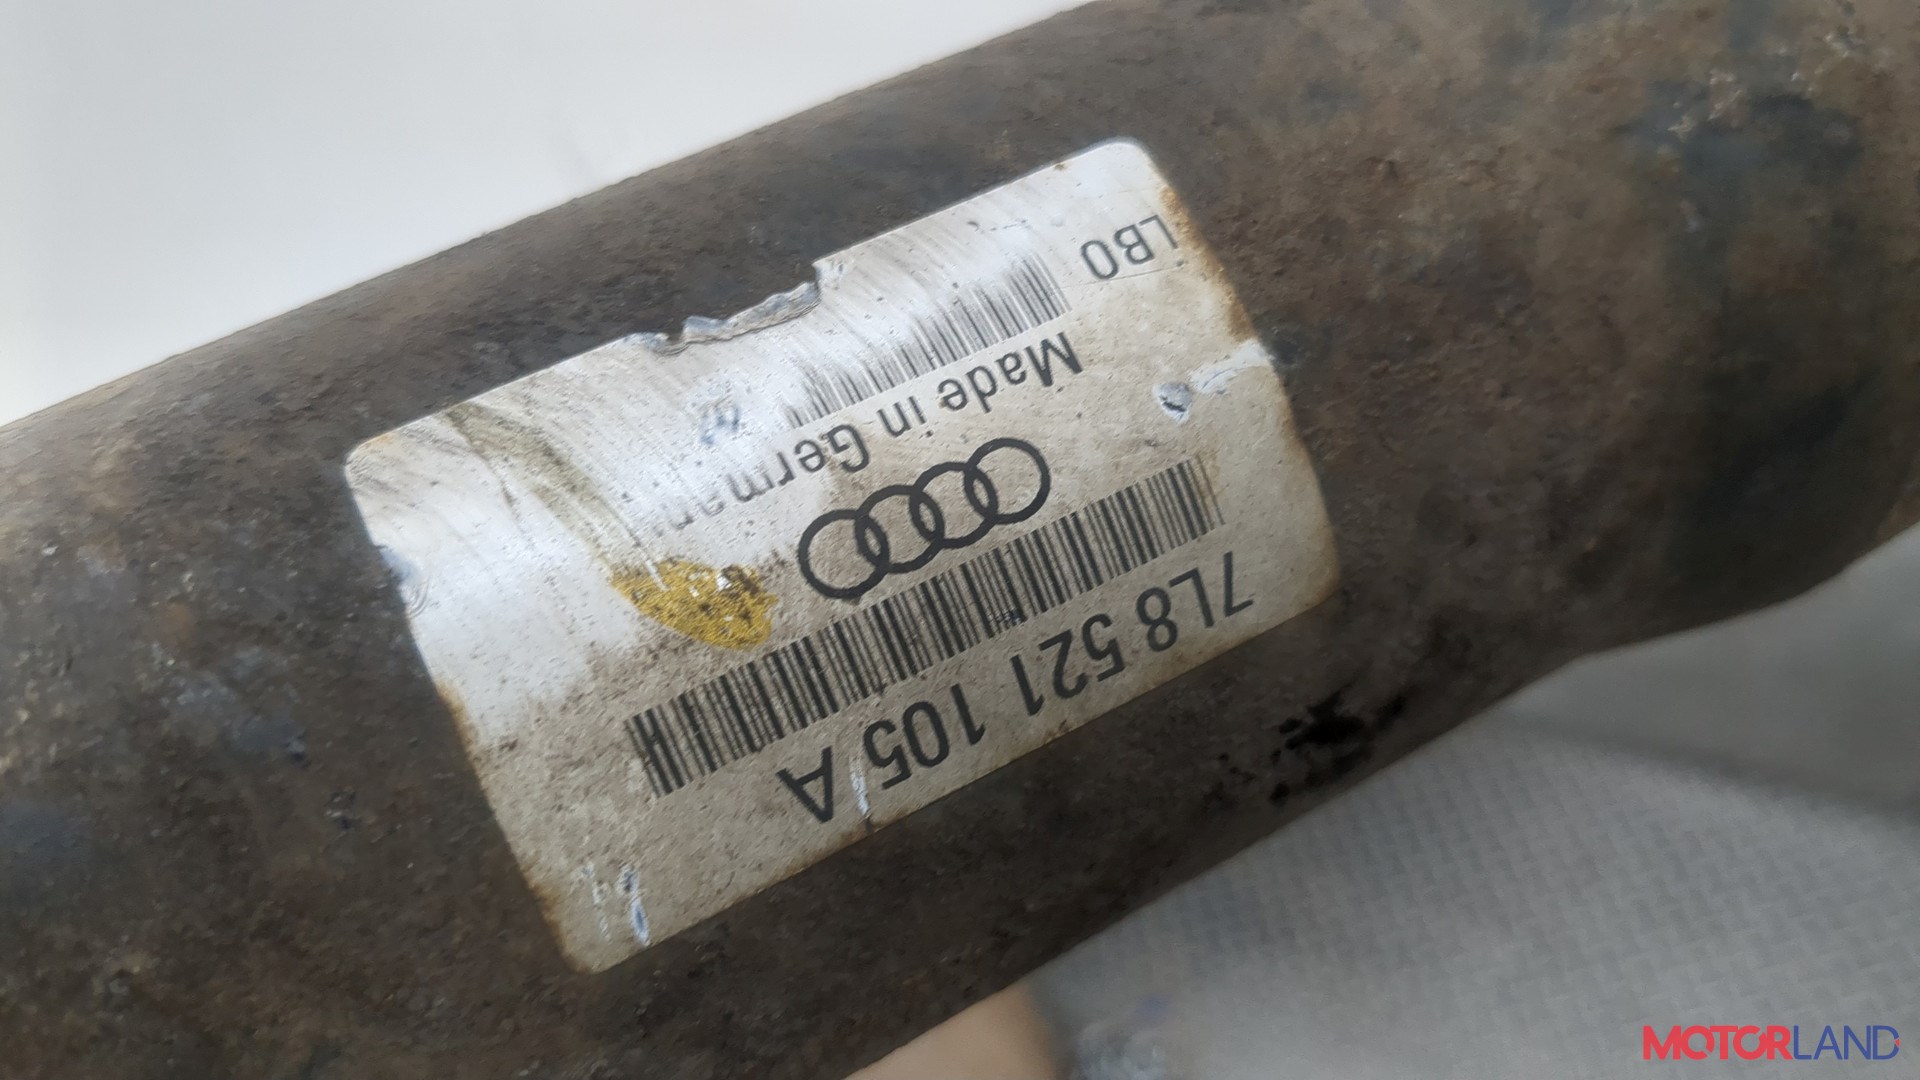 7L8 521 105 A
H
Made in German
LB0
MOTORLAND